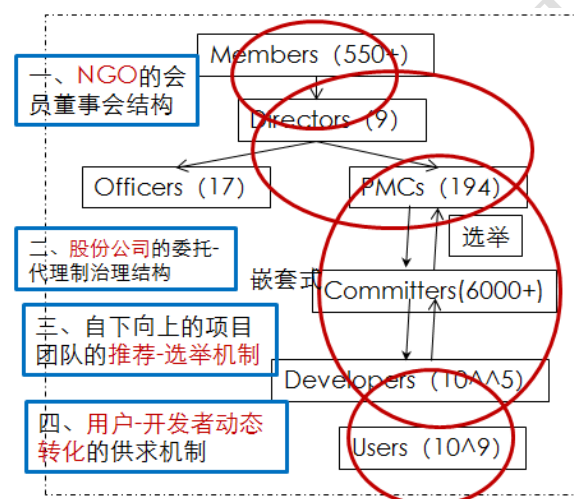 Members（550+）
一、NGO的会
员董事会结构
Directors（9）
Officers（17）
PMCs（194）
选举
二、股份公司的委托-
代理制治理结构
嵌套式
Committers(6000+)
三、自下向上的项目
团队的推荐-选举机制
Developers（10^^5）
四、用户-开发者动态
转化的供求机制
Users（10^9）